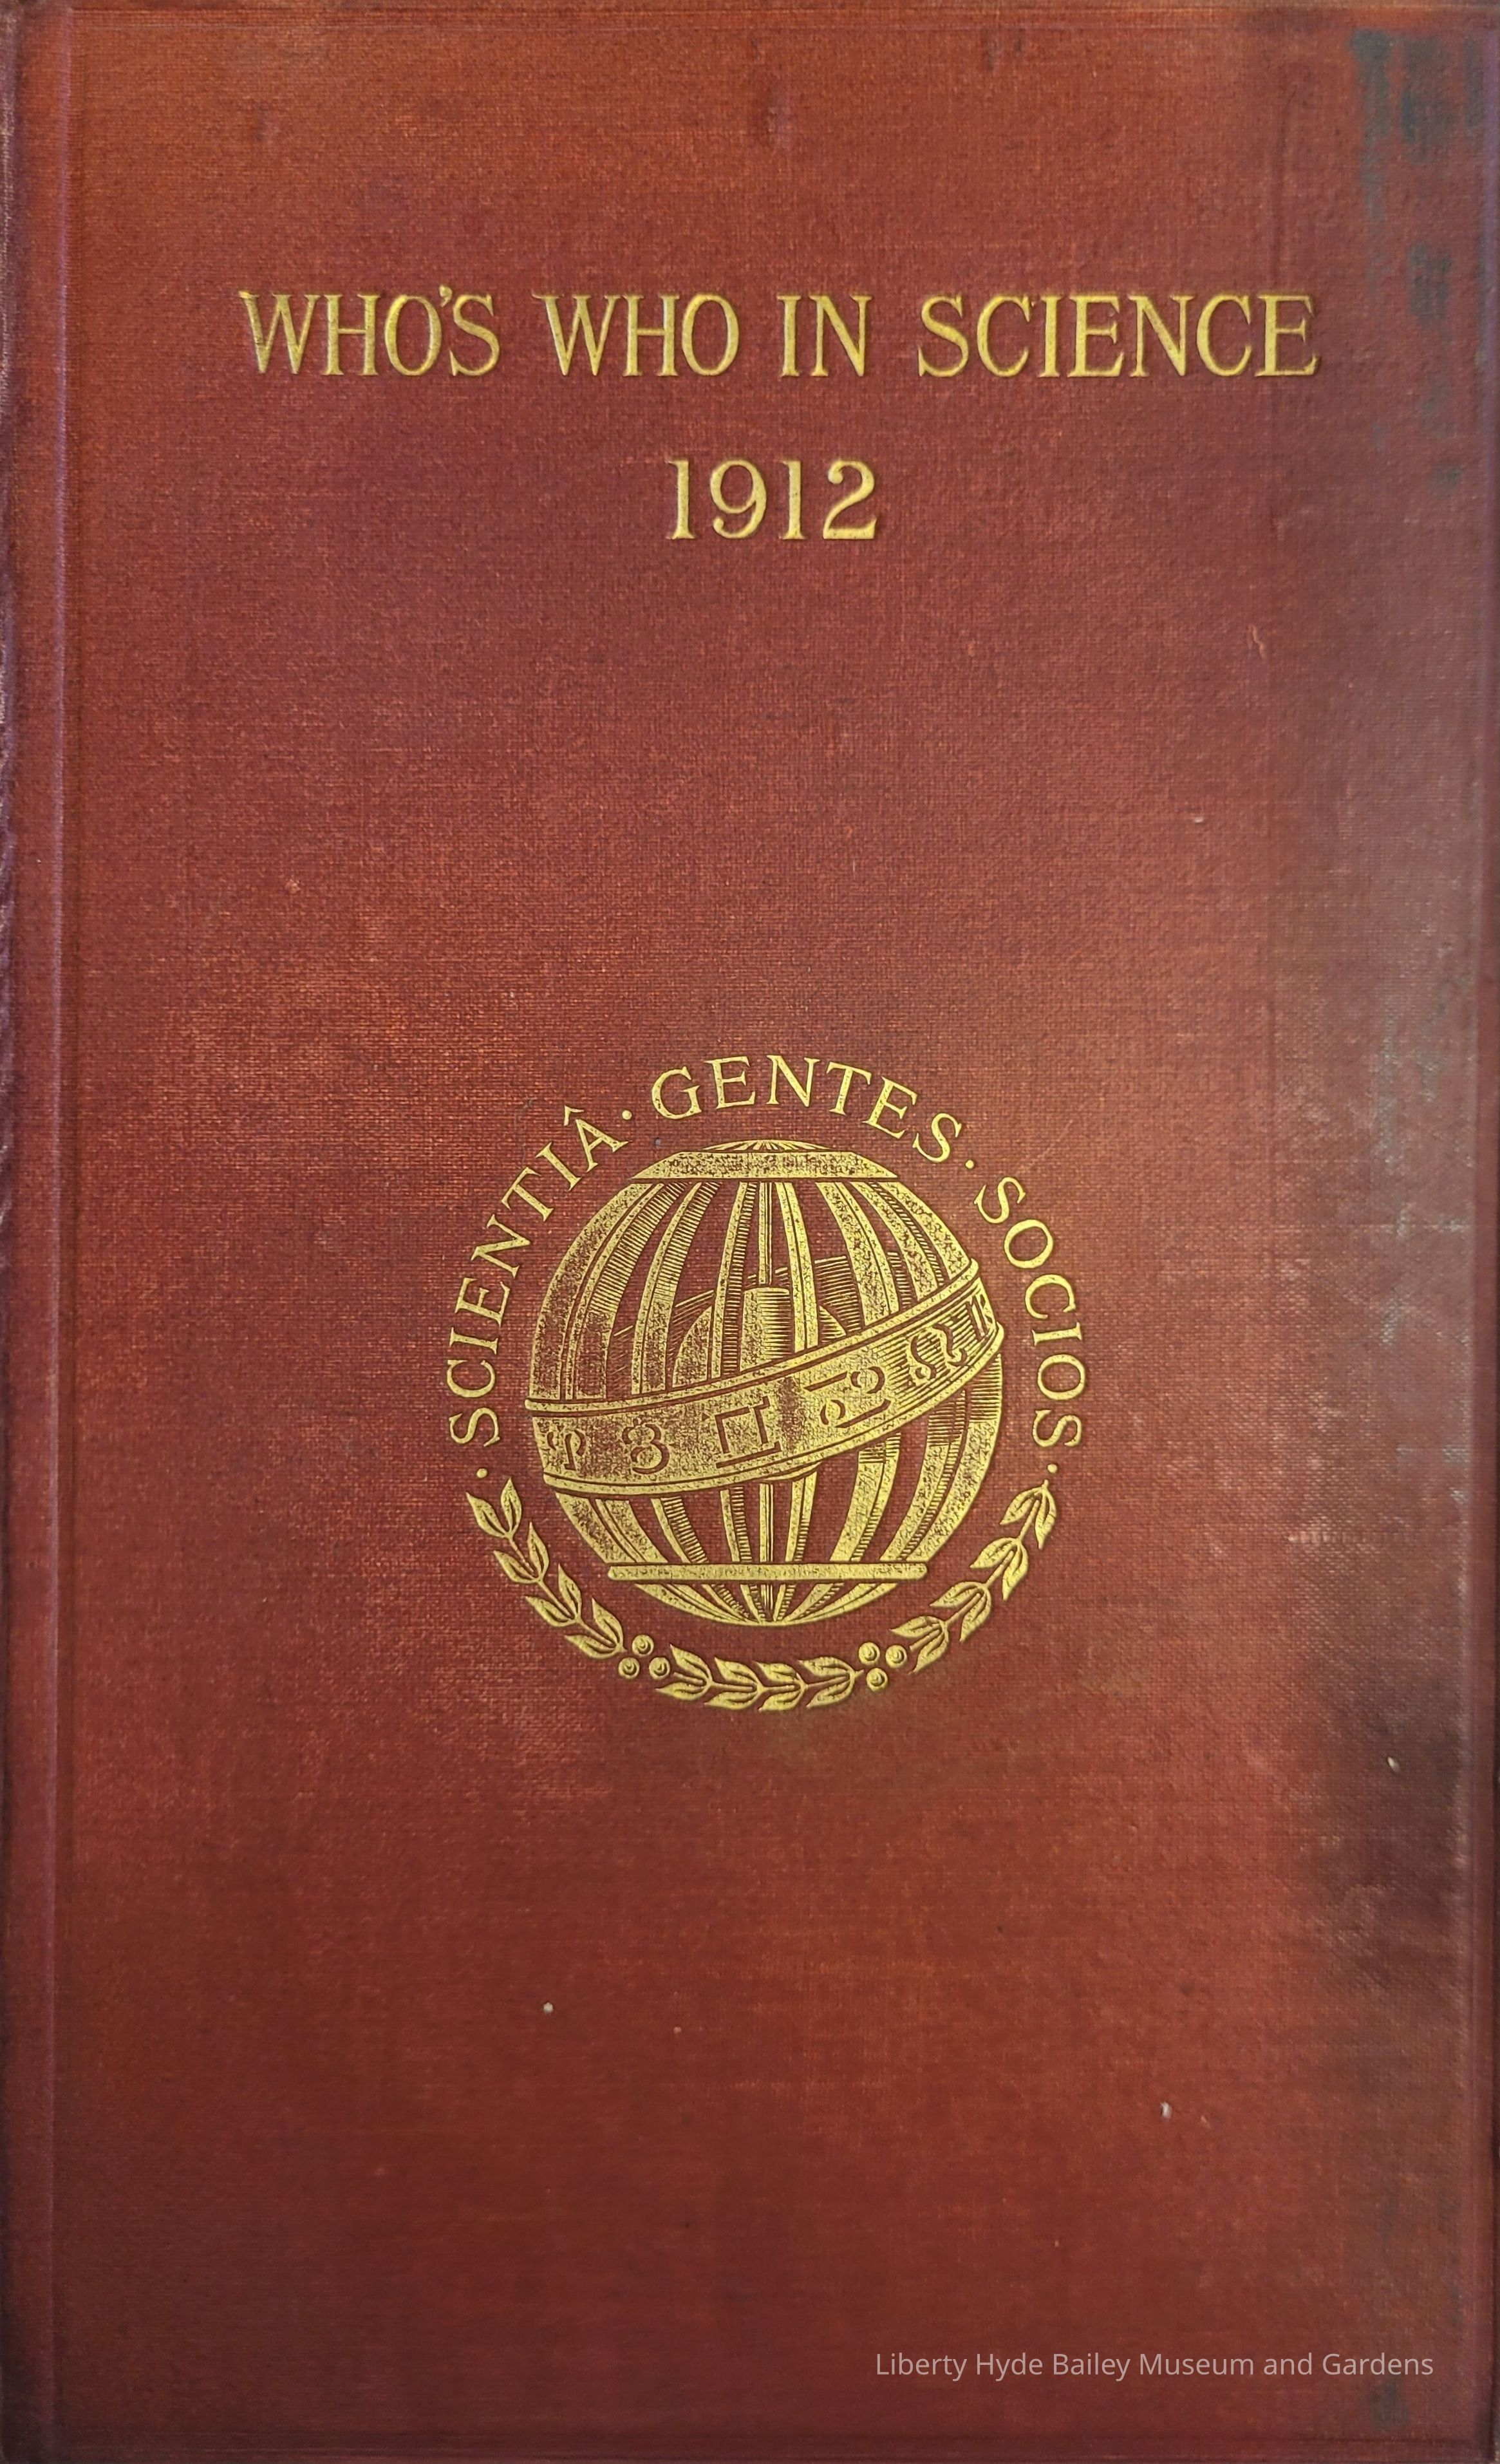 WHO'S WHO IN SCIENCE
1912
·SCIENTIÂ·GENTES·SOCIOS·
♈ ♉ ♊ ♋ ♌ ♍
Liberty Hyde Bailey Museum and Gardens